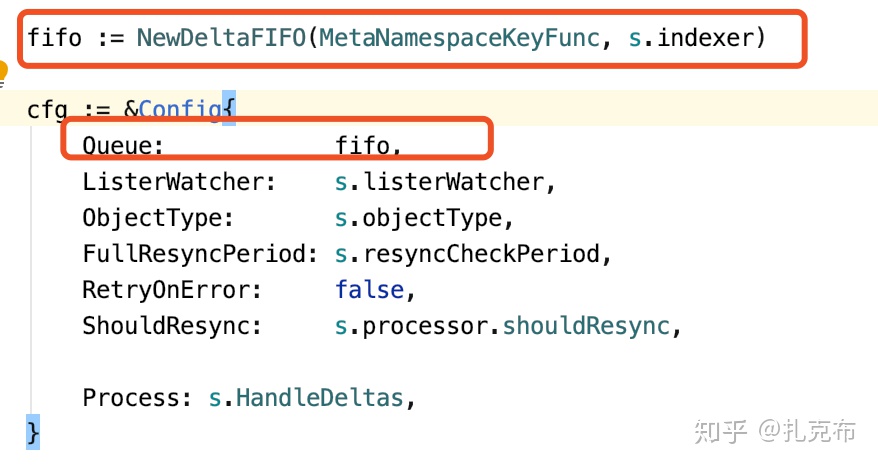 fifo := NewDeltaFIFO(MetaNamespaceKeyFunc, s.indexer)
cfg := &Config{
Queue: fifo,
ListerWatcher: s.listerWatcher,
ObjectType: s.objectType,
FullResyncPeriod: s.resyncCheckPeriod,
RetryOnError: false,
ShouldResync: s.processor.shouldResync,
Process: s.HandleDeltas,
}
知乎 @扎克布